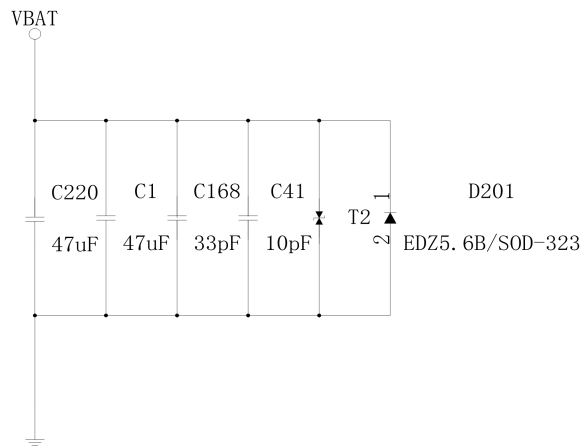 VBAT
C220
C1
C168
C41
1
D201
T2
2
47uF
47uF
33pF
10pF
EDZ5.6B/SOD-323